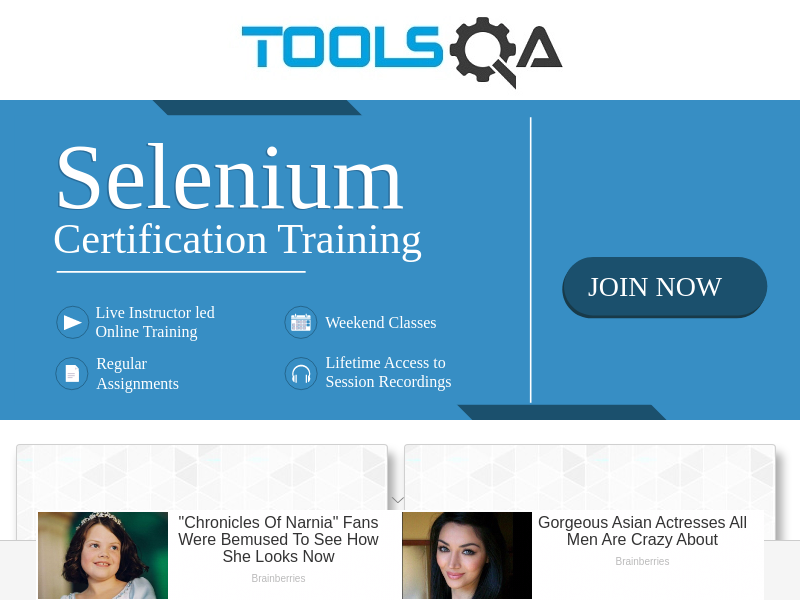 TOOLSQA
Selenium
Certification Training
Live Instructor led
Online Training
Weekend Classes
Regular
Assignments
Lifetime Access to
Session Recordings
JOIN NOW
"Chronicles Of Narnia" Fans
Were Bemused To See How
She Looks Now
Brainberries
Gorgeous Asian Actresses All
Men Are Crazy About
Brainberries